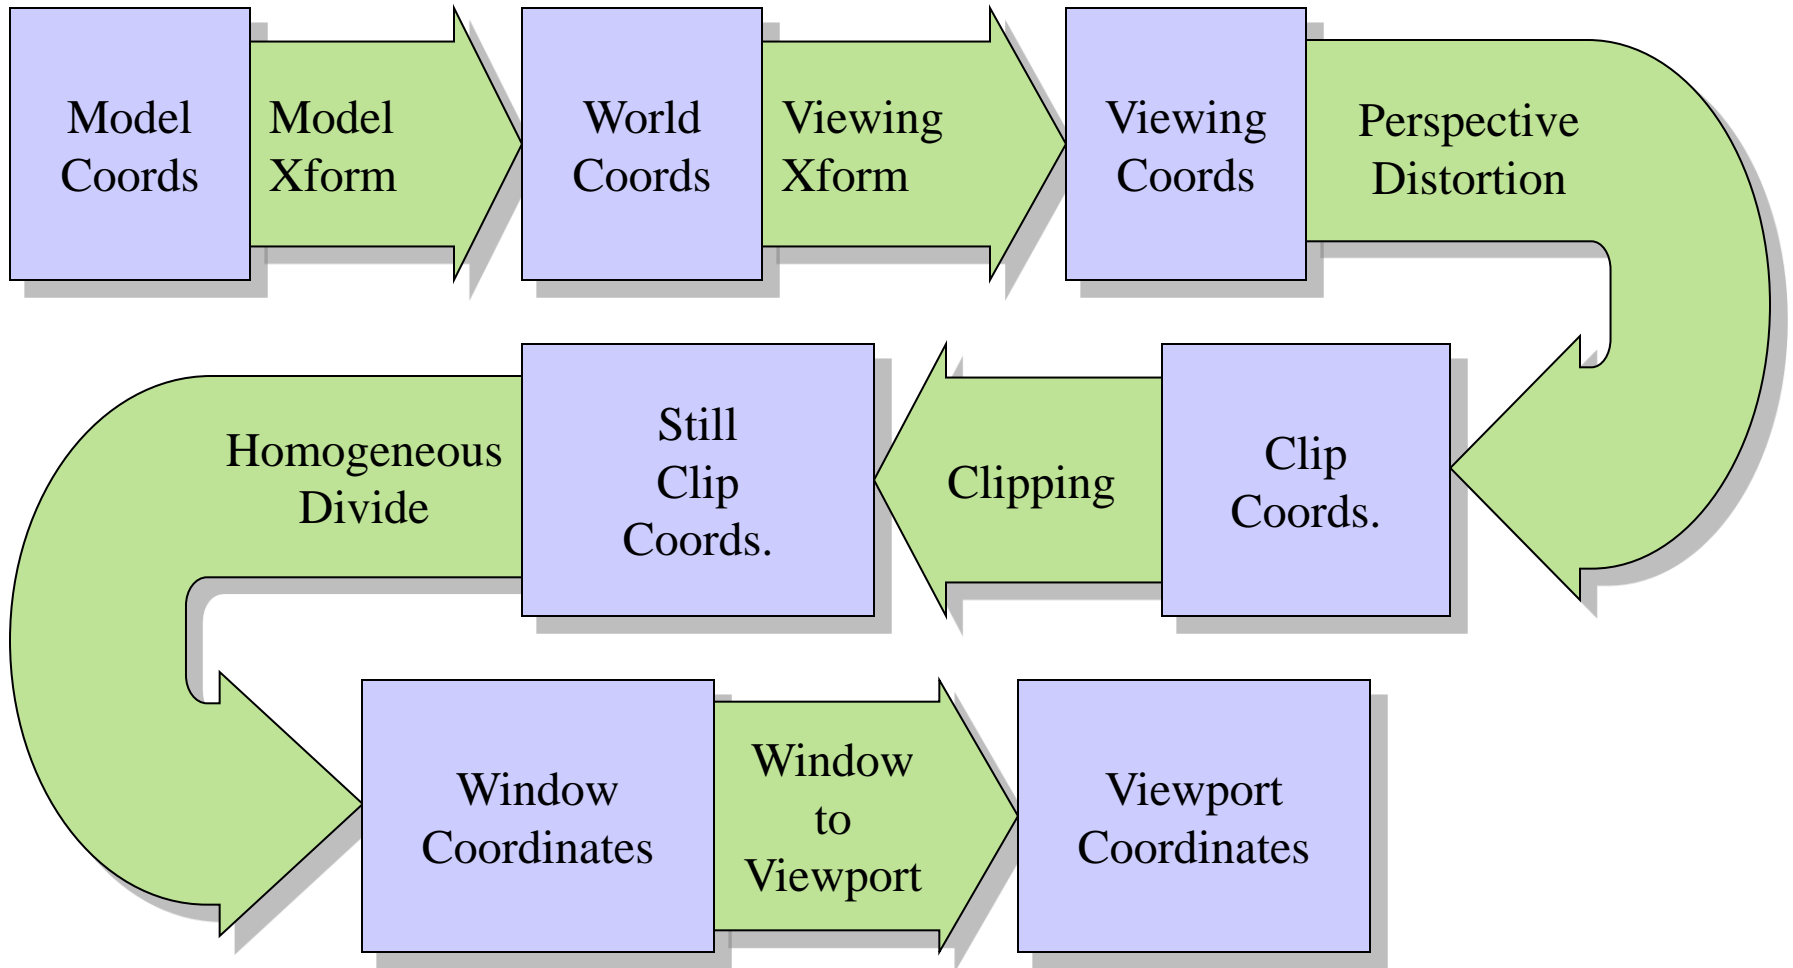 Model
Coords
Model
Xform
World
Coords
Viewing
Xform
Viewing
Coords
Perspective
Distortion
Clip
Coords.
Clipping
Still
Clip
Coords.
Homogeneous
Divide
Window
Coordinates
Window
to
Viewport
Viewport
Coordinates